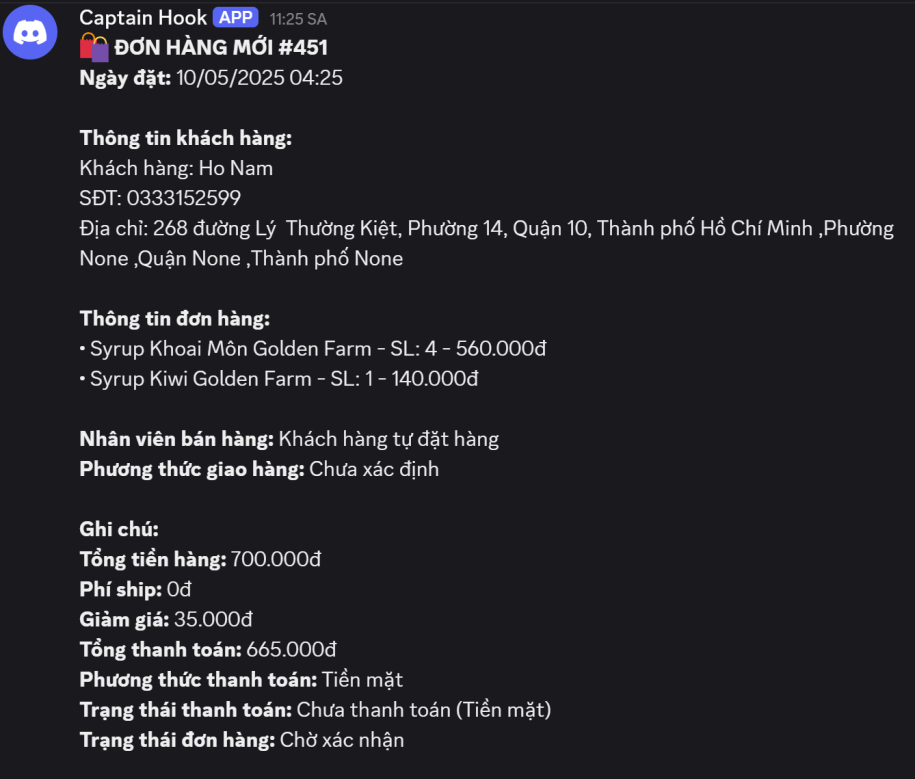 Captain Hook APP 11:25 SA
ĐƠN HÀNG MỚI #451
Ngày đặt: 10/05/2025 04:25
Thông tin khách hàng:
Khách hàng: Ho Nam
SĐT: 0333152599
Địa chỉ: 268 đường Lý  Thường Kiệt, Phường 14, Quận 10, Thành phố Hồ Chí Minh ,Phường
None ,Quận None ,Thành phố None
Thông tin đơn hàng:
• Syrup Khoai Môn Golden Farm - SL: 4 - 560.000đ
• Syrup Kiwi Golden Farm - SL: 1 - 140.000đ
Nhân viên bán hàng: Khách hàng tự đặt hàng
Phương thức giao hàng: Chưa xác định
Ghi chú:
Tổng tiền hàng: 700.000đ
Phí ship: 0đ
Giảm giá: 35.000đ
Tổng thanh toán: 665.000đ
Phương thức thanh toán: Tiền mặt
Trạng thái thanh toán: Chưa thanh toán (Tiền mặt)
Trạng thái đơn hàng: Chờ xác nhận